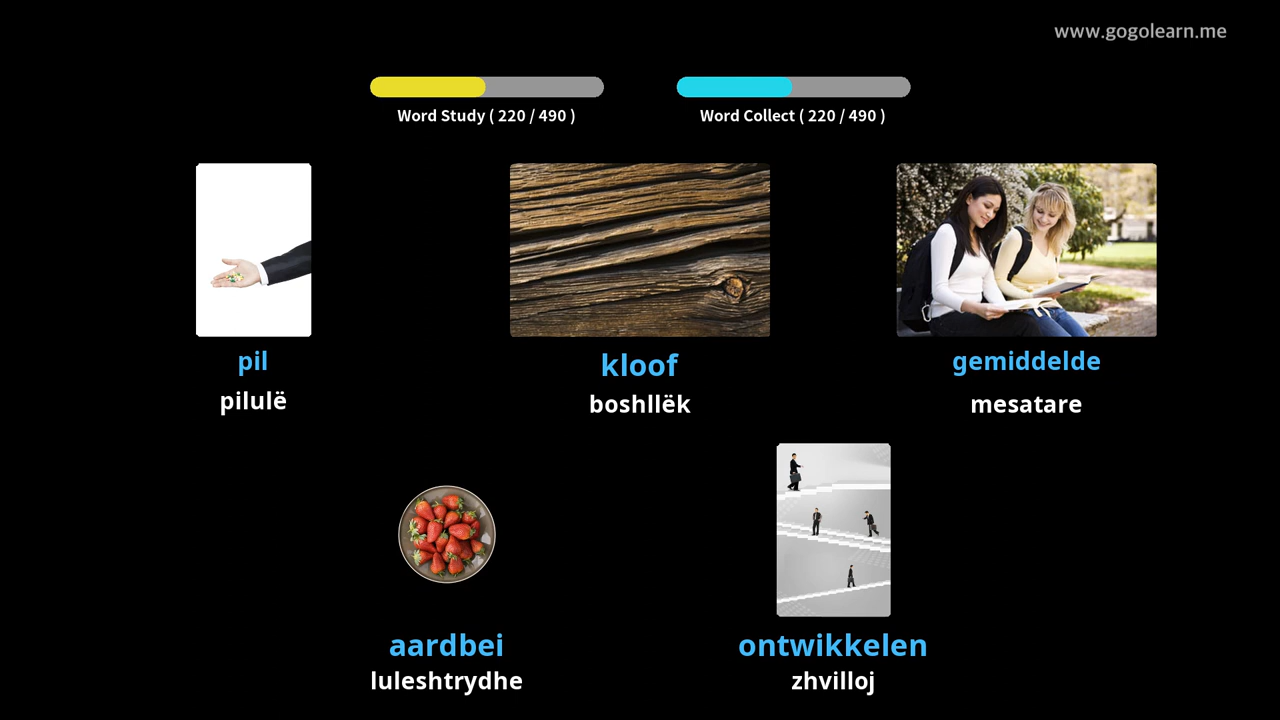 www.gogolearn.me
Word Study ( 220 / 490 )
Word Collect ( 220 / 490 )
pil
pilulë
kloof
boshllëk
gemiddelde
mesatare
aardbei
luleshtrydhe
ontwikkelen
zhvilloj